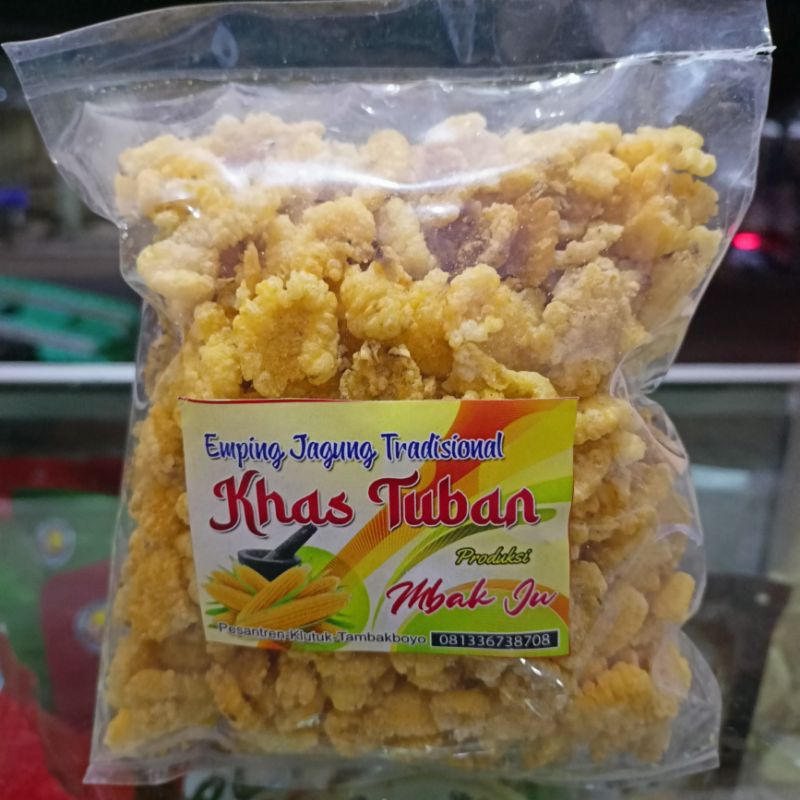 Emping Jagung Tradisional
Khas Tuban
Produksi
Mbak Ju
Pesantren-Klutuk-Tambakboyo 081336738708